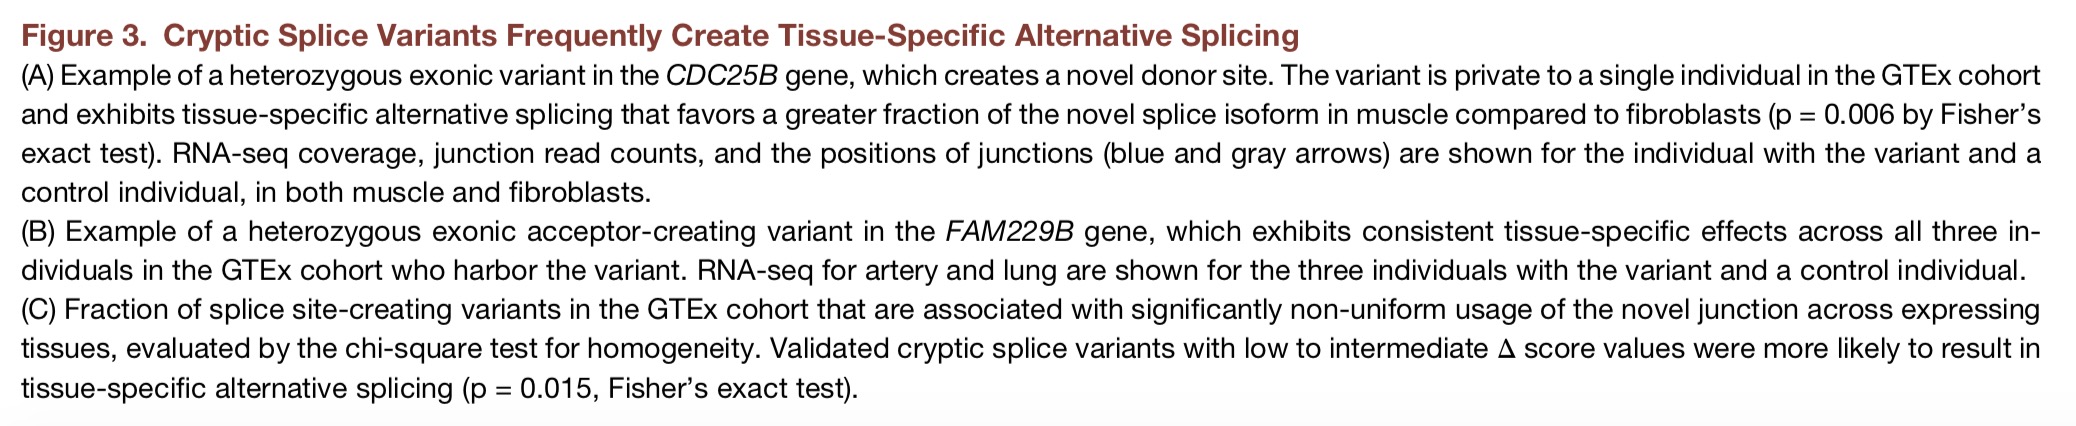 Figure 3. Cryptic Splice Variants Frequently Create Tissue-Specific Alternative Splicing
(A) Example of a heterozygous exonic variant in the CDC25B gene, which creates a novel donor site. The variant is private to a single individual in the GTEx cohort
and exhibits tissue-specific alternative splicing that favors a greater fraction of the novel splice isoform in muscle compared to fibroblasts (p = 0.006 by Fisher’s
exact test). RNA-seq coverage, junction read counts, and the positions of junctions (blue and gray arrows) are shown for the individual with the variant and a
control individual, in both muscle and fibroblasts.
(B) Example of a heterozygous exonic acceptor-creating variant in the FAM229B gene, which exhibits consistent tissue-specific effects across all three in-
dividuals in the GTEx cohort who harbor the variant. RNA-seq for artery and lung are shown for the three individuals with the variant and a control individual.
(C) Fraction of splice site-creating variants in the GTEx cohort that are associated with significantly non-uniform usage of the novel junction across expressing
tissues, evaluated by the chi-square test for homogeneity. Validated cryptic splice variants with low to intermediate Δ score values were more likely to result in
tissue-specific alternative splicing (p = 0.015, Fisher’s exact test).